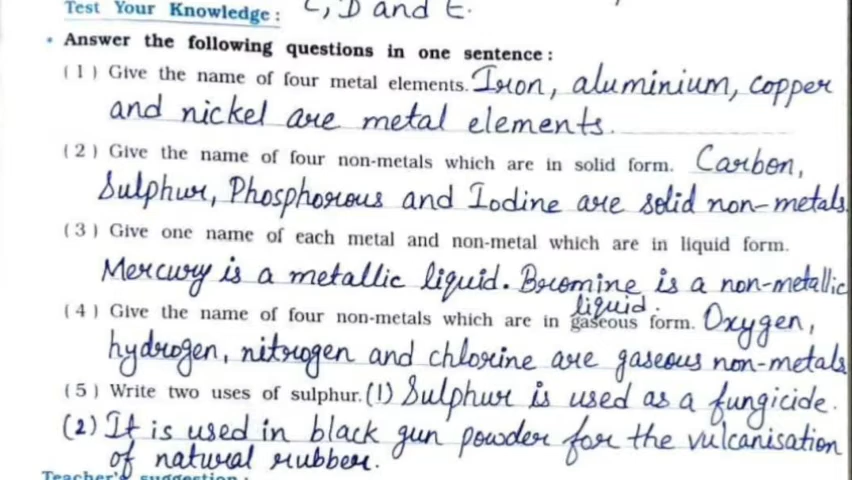 Test Your Knowledge : C, D and E.
• Answer the following questions in one sentence :
(1) Give the name of four metal elements. Iron, aluminium, copper
and nickel are metal elements.
(2) Give the name of four non-metals which are in solid form. Carbon,
Sulphur, Phosphorous and Iodine are solid non-metals.
(3) Give one name of each metal and non-metal which are in liquid form.
Mercury is a metallic liquid. Bromine is a non-metallic
liquid.
(4) Give the name of four non-metals which are in gaseous form. Oxygen,
hydrogen, nitrogen and chlorine are gaseous non-metals
(5) Write two uses of sulphur. (1) Sulphur is used as a fungicide.
(2) It is used in black gun powder for the vulcanisation
of natural rubber.
Teacher's suggestion :